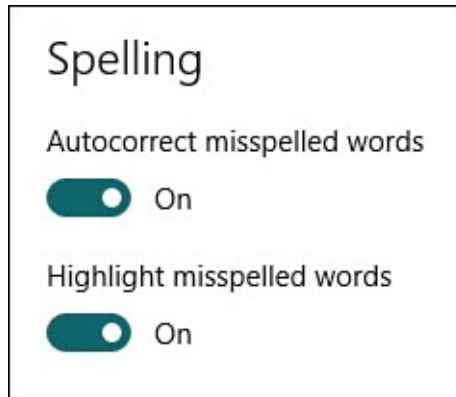 Spelling
Autocorrect misspelled words
On
Highlight misspelled words
On